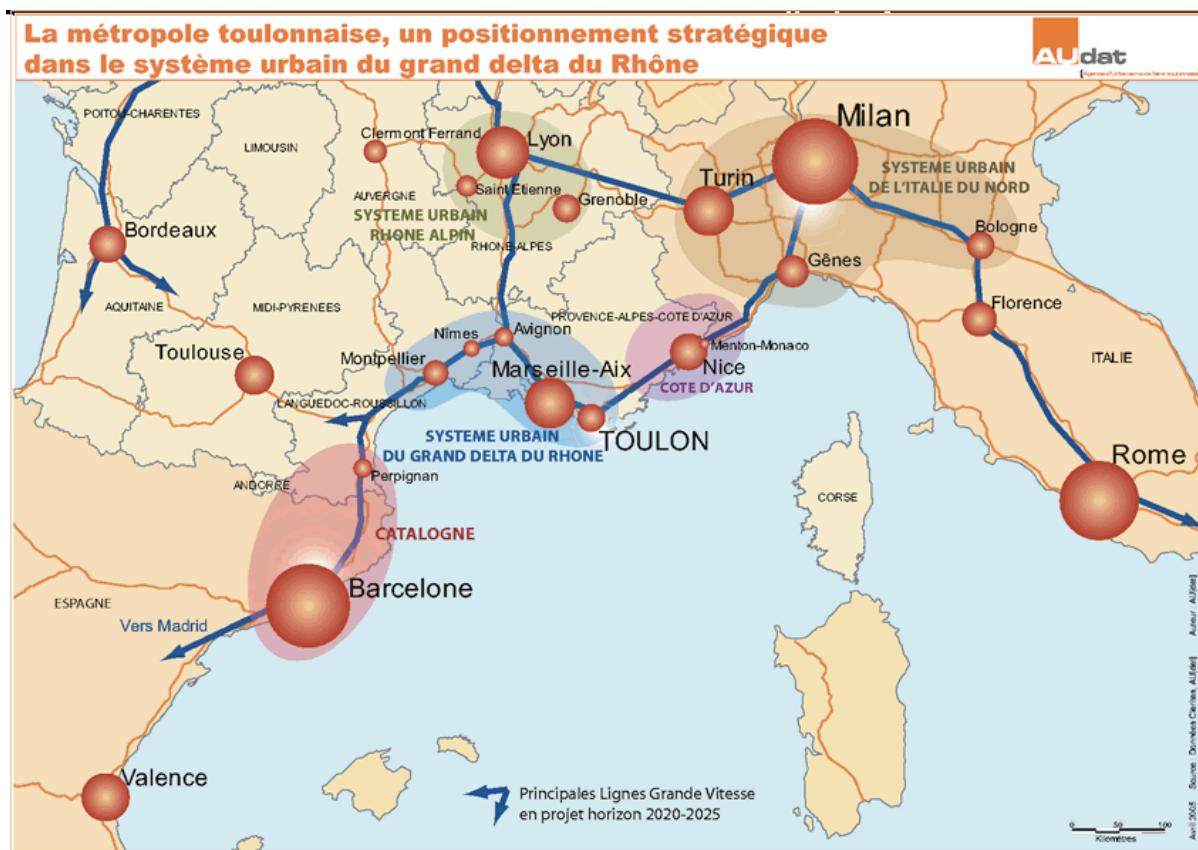 La métropole toulonnaise, un positionnement stratégique
dans le système urbain du grand delta du Rhône
AUdat
POITOU-CHARENTES
LIMOUSIN
Clermont Ferrand
AUVERGNE
Lyon
Saint Etienne
Grenoble
SYSTEME URBAIN
RHONE ALPIN
RHONE-ALPES
Milan
Turin
SYSTEME URBAIN
DE L'ITALIE DU NORD
Bologne
Gênes
Florence
ITALIE
Bordeaux
AQUITAINE
MIDI-PYRENEES
Toulouse
PROVENCE-ALPES-COTE D'AZUR
Avignon
Nîmes
Montpellier
Marseille-Aix
Menton-Monaco
Nice
COTE D'AZUR
LANGUEDOC-ROUSSILLON
TOULON
SYSTEME URBAIN
DU GRAND DELTA DU RHONE
Perpignan
ANDORRE
CATALOGNE
Rome
CORSE
Barcelone
ESPAGNE
Vers Madrid
Valence
Principales Lignes Grande Vitesse
en projet horizon 2020-2025
0 50 100
Kilomètres